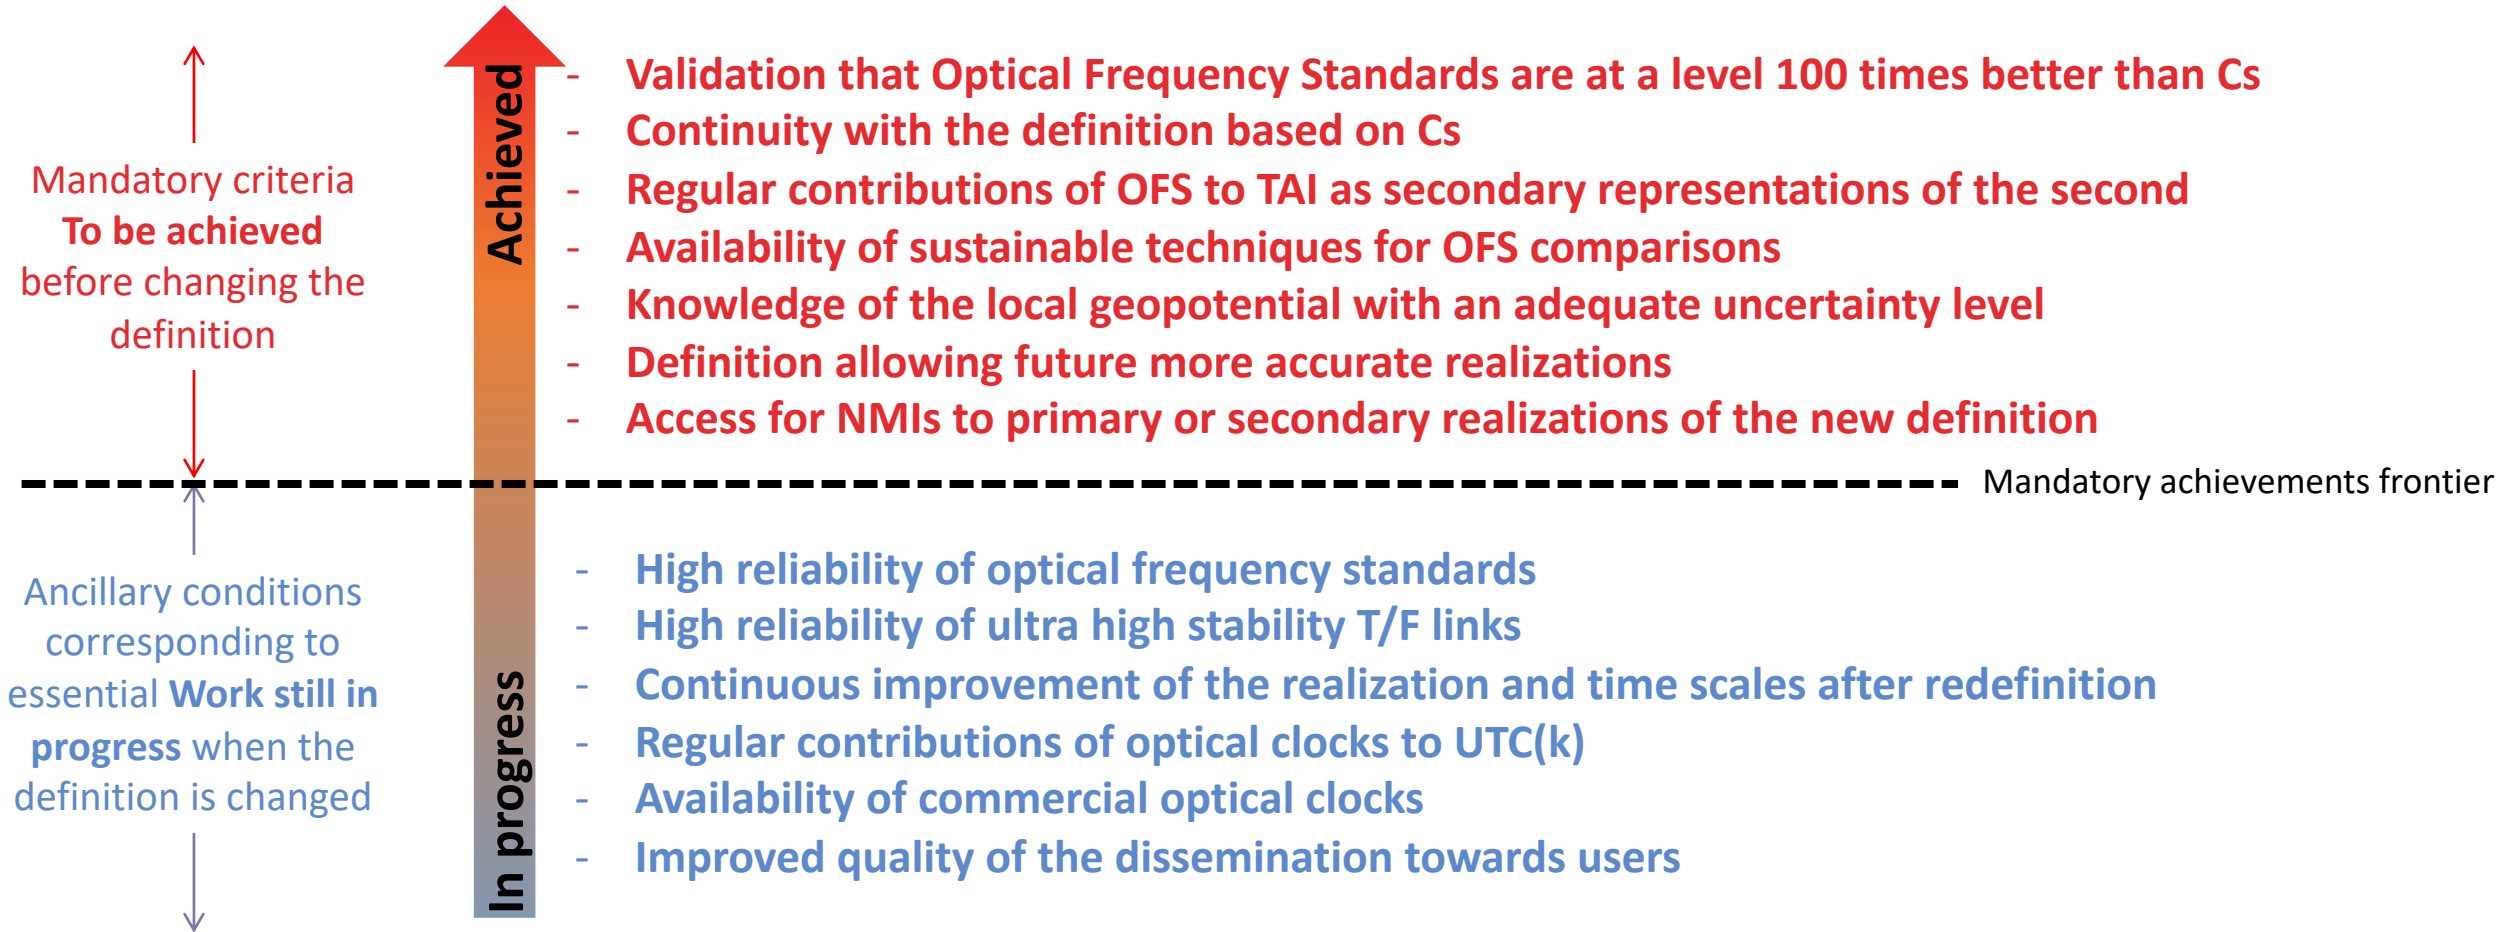 Mandatory criteria
To be achieved
before changing the
definition
Achieved
- Validation that Optical Frequency Standards are at a level 100 times better than Cs
- Continuity with the definition based on Cs
- Regular contributions of OFS to TAI as secondary representations of the second
- Availability of sustainable techniques for OFS comparisons
- Knowledge of the local geopotential with an adequate uncertainty level
- Definition allowing future more accurate realizations
- Access for NMIs to primary or secondary realizations of the new definition
Mandatory achievements frontier
Ancillary conditions
corresponding to
essential Work still in
progress when the
definition is changed
In progress
- High reliability of optical frequency standards
- High reliability of ultra high stability T/F links
- Continuous improvement of the realization and time scales after redefinition
- Regular contributions of optical clocks to UTC(k)
- Availability of commercial optical clocks
- Improved quality of the dissemination towards users